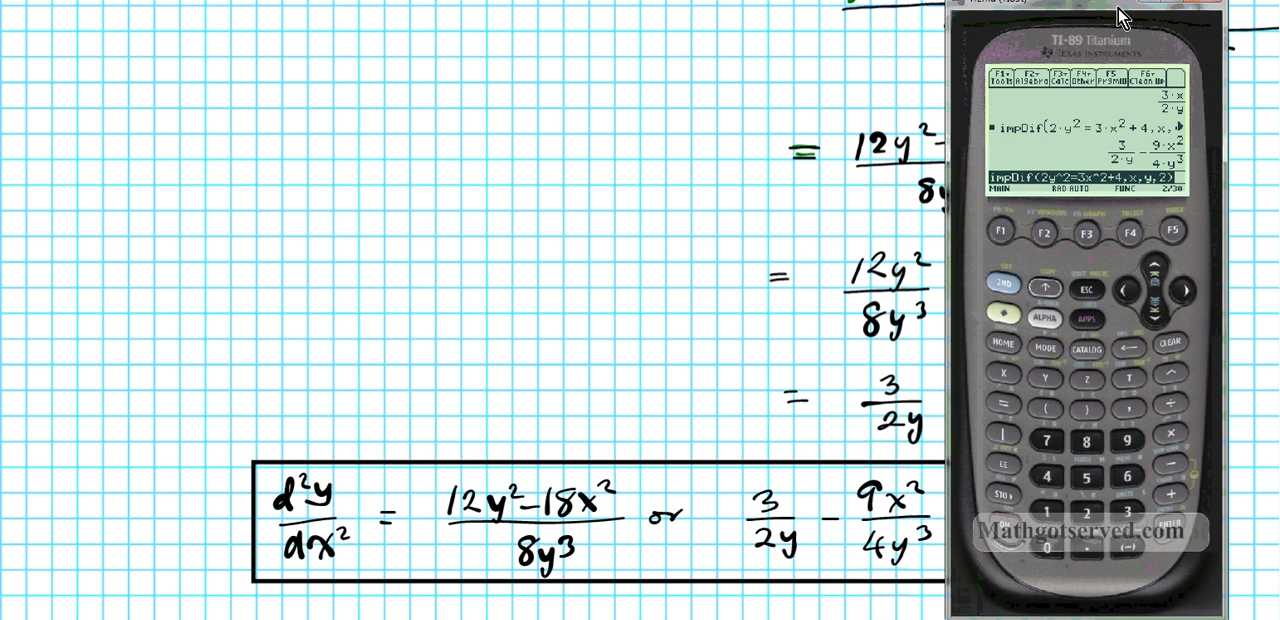 TI-89 Titanium
TEXAS INSTRUMENTS
F1 F2 F3 F4 F5 F6
Tools Algebra Calc Other PrgmIO Clean Up
3·x
2·y
impDif(2·y² = 3·x² + 4, x,
3/2·y - 9·x²/4·y³
impDif(2y^2=3x^2+4,x,y,2)
MAIN RAD AUTO FUNC 2/30
= 12y² -
8y
= 12y²
8y³
= 3
2y
d²y/dx² = 12y²-18x²/8y³ or 3/2y - 9x²/4y³
F1 F2 F3 F4 F5
2ND ↑ ESC
ALPHA APPS
HOME MODE CATALOG ← CLEAR
X Y Z T ^
= ( ) , ÷
| 7 8 9 ×
EE 4 5 6 −
STO▸ 1 2 3 +
ON 0 . (−) ENTER
Mathgotserved.com